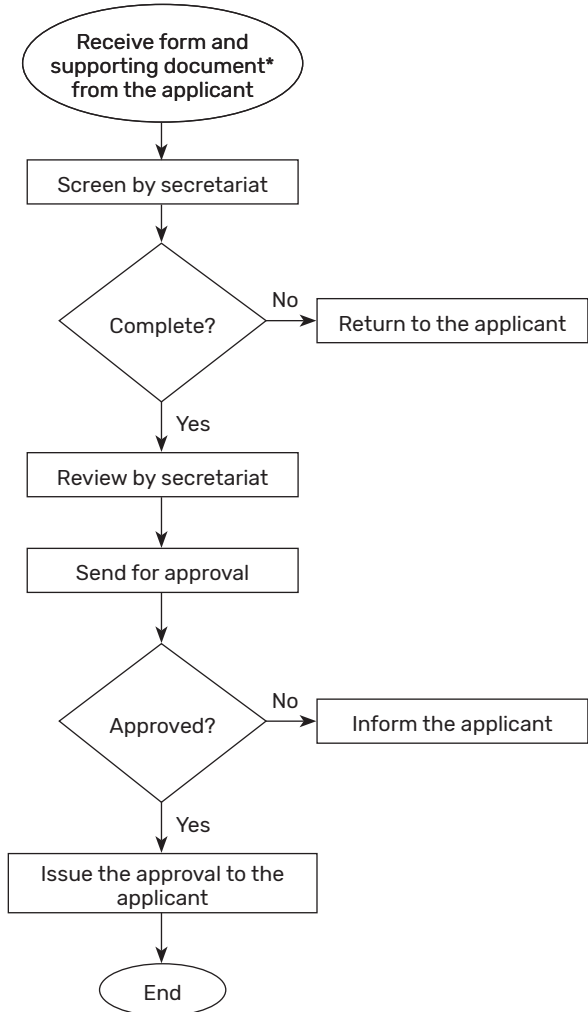 Receive form and
supporting document*
from the applicant
Screen by secretariat
Complete?
No
Return to the applicant
Yes
Review by secretariat
Send for approval
Approved?
No
Inform the applicant
Yes
Issue the approval to the
applicant
End